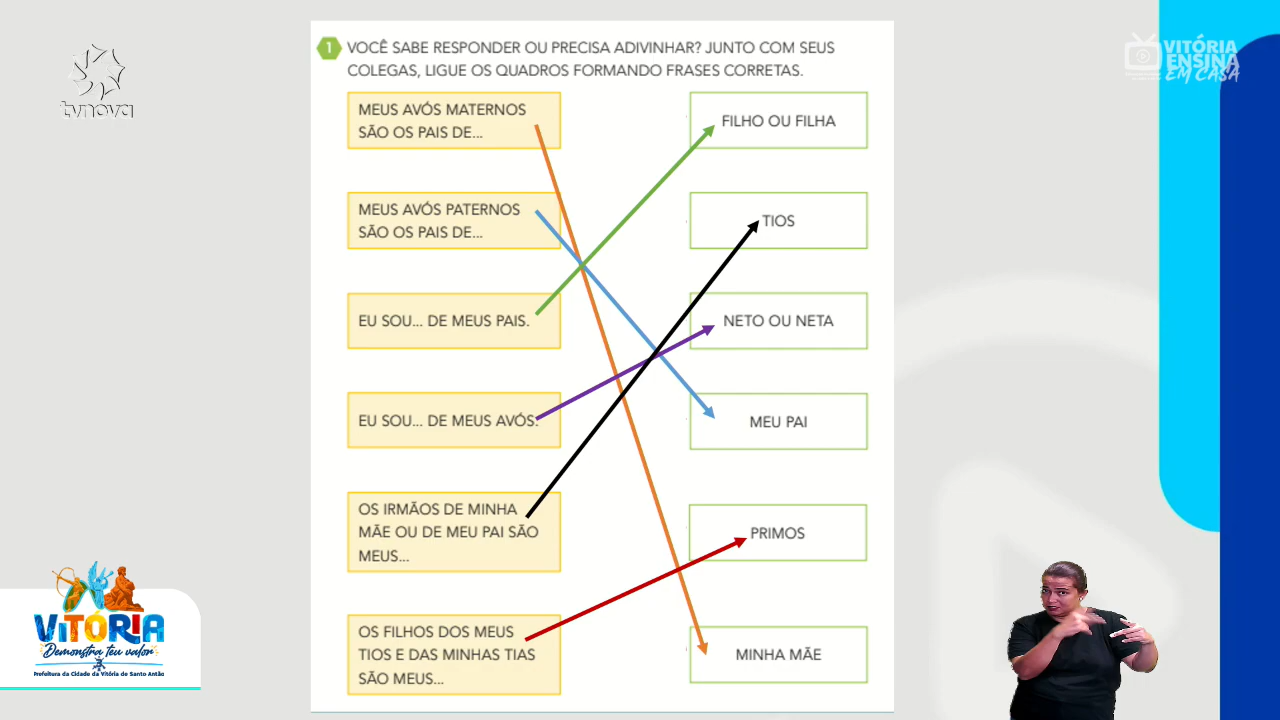 tvnova
1 VOCÊ SABE RESPONDER OU PRECISA ADIVINHAR? JUNTO COM SEUS
COLEGAS, LIGUE OS QUADROS FORMANDO FRASES CORRETAS.
VITÓRIA
ENSINA
EM CASA
MEUS AVÓS MATERNOS
SÃO OS PAIS DE...
FILHO OU FILHA
MEUS AVÓS PATERNOS
SÃO OS PAIS DE...
TIOS
EU SOU... DE MEUS PAIS.
NETO OU NETA
EU SOU... DE MEUS AVÓS.
MEU PAI
OS IRMÃOS DE MINHA
MÃE OU DE MEU PAI SÃO
MEUS...
PRIMOS
OS FILHOS DOS MEUS
TIOS E DAS MINHAS TIAS
SÃO MEUS...
MINHA MÃE
VITÓRIA
Demonstra teu valor
Prefeitura da Cidade da Vitória de Santo Antão